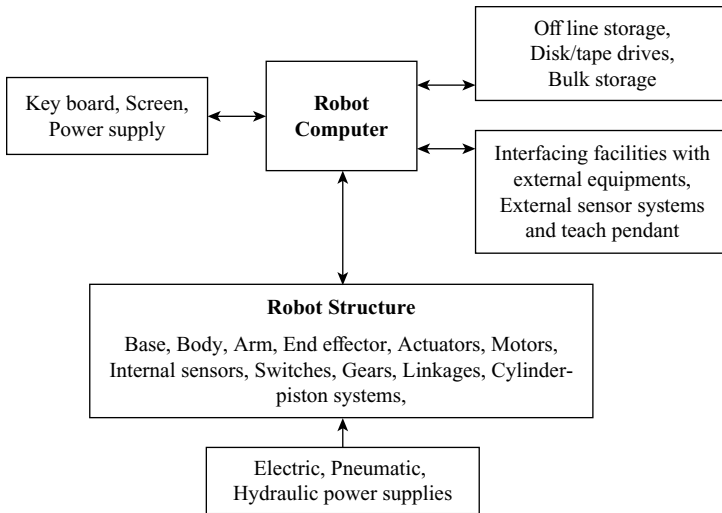 Off line storage,
Disk/tape drives,
Bulk storage
Key board, Screen,
Power supply
Robot
Computer
Interfacing facilities with
external equipments,
External sensor systems
and teach pendant
Robot Structure
Base, Body, Arm, End effector, Actuators, Motors,
Internal sensors, Switches, Gears, Linkages, Cylinder-
piston systems,
Electric, Pneumatic,
Hydraulic power supplies